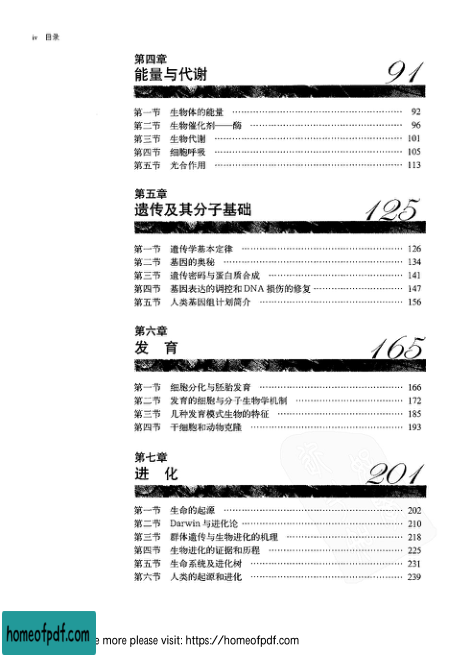 iv 目录
第四章
能量与代谢 91
第一节 生物体的能量 92
第二节 生物催化剂——酶 96
第三节 生物代谢 101
第四节 细胞呼吸 105
第五节 光合作用 113
第五章
遗传及其分子基础 125
第一节 遗传学基本定律 126
第二节 基因的奥秘 134
第三节 遗传密码与蛋白质合成 141
第四节 基因表达的调控和DNA损伤的修复 147
第五节 人类基因组计划简介 156
第六章
发 育 165
第一节 细胞分化与胚胎发育 166
第二节 发育的细胞与分子生物学机制 172
第三节 几种发育模式生物的特征 185
第四节 干细胞和动物克隆 193
第七章
进 化 201
第一节 生命的起源 202
第二节 Darwin与进化论 210
第三节 群体遗传与生物进化的机理 218
第四节 生物进化的证据和历程 225
第五节 生命系统及进化树 231
第六节 人类的起源和进化 239
homeofpdf.com
e more please visit: https://homeofpdf.com